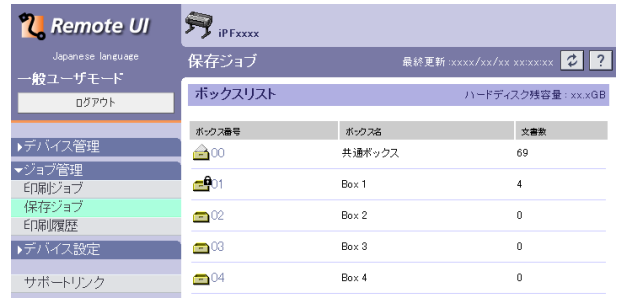 Remote UI
iPFxxxx
Japanese language
保存ジョブ
最終更新 :xxxx/xx/xx xx:xx:xx
?
一般ユーザモード
ログアウト
ボックスリスト
ハードディスク残容量 : xx.xGB
ボックス番号 ボックス名 文書数
▶デバイス管理
00 共通ボックス 69
▼ジョブ管理
印刷ジョブ
01 Box 1 4
保存ジョブ
02 Box 2 0
印刷履歴
▶デバイス設定
03 Box 3 0
サポートリンク
04 Box 4 0